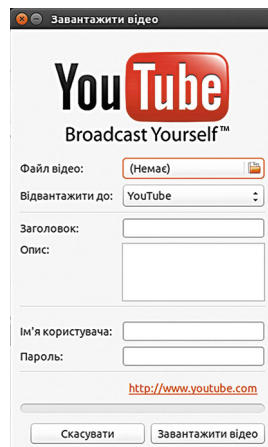 Завантажити відео
YouTube
Broadcast Yourself™
Файл відео: (Немає)
Відвантажити до: YouTube
Заголовок:
Опис:
Ім'я користувача:
Пароль:
http://www.youtube.com
Скасувати Завантажити відео